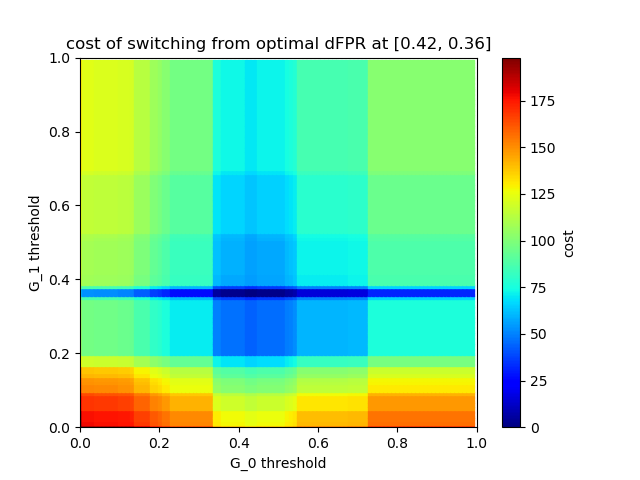 cost of switching from optimal dFPR at [0.42, 0.36]
1.0
0.8
0.6
0.4
0.2
0.0
G_1 threshold
0.0 0.2 0.4 0.6 0.8 1.0
G_0 threshold
175
150
125
100
75
50
25
0
cost